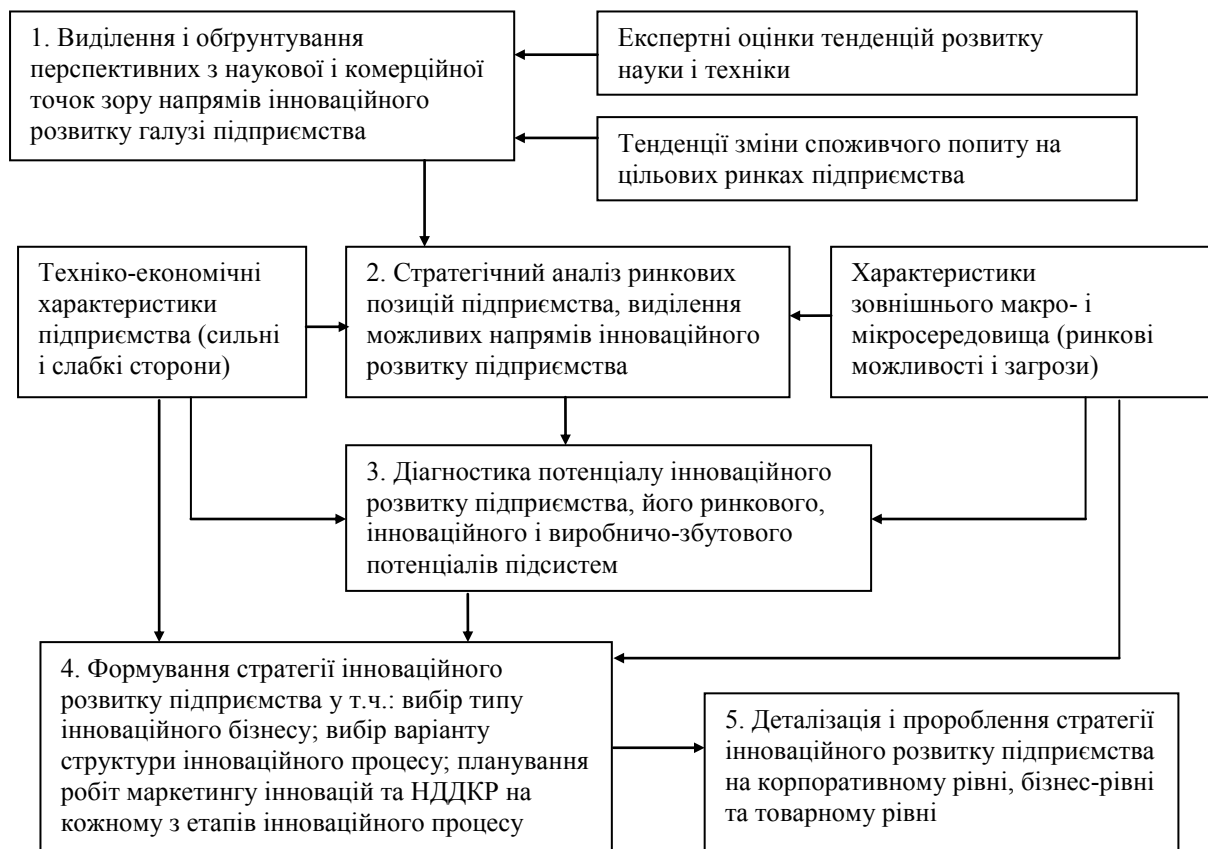 1. Виділення і обґрунтування
перспективних з наукової і комерційної
точок зору напрямів інноваційного
розвитку галузі підприємства
Експертні оцінки тенденцій розвитку
науки і техніки
Тенденції зміни споживчого попиту на
цільових ринках підприємства
Техніко-економічні
характеристики
підприємства (сильні
і слабкі сторони)
2. Стратегічний аналіз ринкових
позицій підприємства, виділення
можливих напрямів інноваційного
розвитку підприємства
Характеристики
зовнішнього макро- і
мікросередовища (ринкові
можливості і загрози)
3. Діагностика потенціалу інноваційного
розвитку підприємства, його ринкового,
інноваційного і виробничо-збутового
потенціалів підсистем
4. Формування стратегії інноваційного
розвитку підприємства у т.ч.: вибір типу
інноваційного бізнесу; вибір варіанту
структури інноваційного процесу; планування
робіт маркетингу інновацій та НДДКР на
кожному з етапів інноваційного процесу
5. Деталізація і пророблення стратегії
інноваційного розвитку підприємства
на корпоративному рівні, бізнес-рівні
та товарному рівні